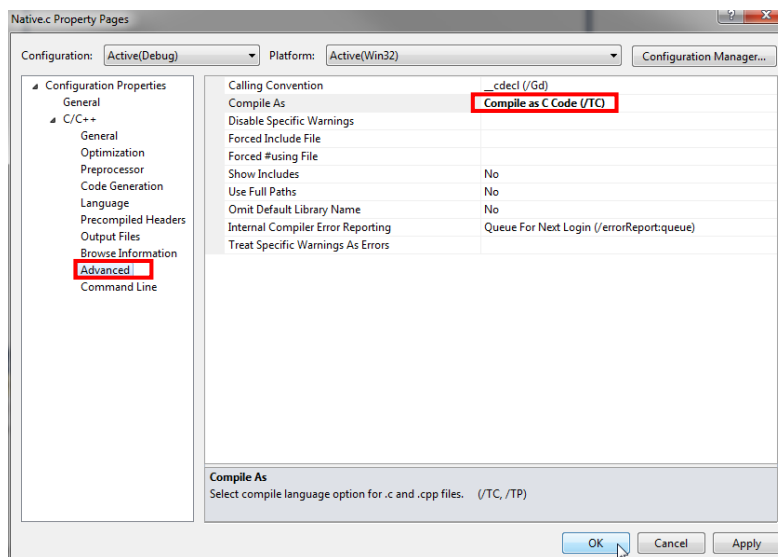 Native.c Property Pages
?
Configuration: Active(Debug) Platform: Active(Win32) Configuration Manager...
Configuration Properties
General
C/C++
General
Optimization
Preprocessor
Code Generation
Language
Precompiled Headers
Output Files
Browse Information
Advanced
Command Line
Calling Convention __cdecl (/Gd)
Compile As Compile as C Code (/TC)
Disable Specific Warnings
Forced Include File
Forced #using File
Show Includes No
Use Full Paths No
Omit Default Library Name No
Internal Compiler Error Reporting Queue For Next Login (/errorReport:queue)
Treat Specific Warnings As Errors
Compile As
Select compile language option for .c and .cpp files. (/TC, /TP)
OK Cancel Apply